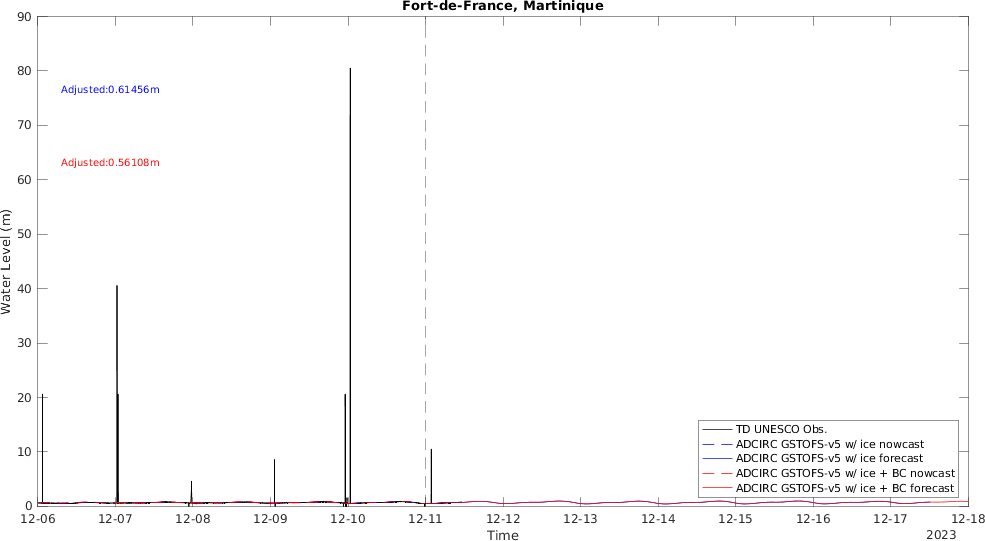 Fort-de-France, Martinique
90
80
70
60
50
40
30
20
10
0
Water Level (m)
Adjusted:0.61456m
Adjusted:0.56108m
TD UNESCO Obs.
ADCIRC GSTOFS-v5 w/ ice nowcast
ADCIRC GSTOFS-v5 w/ ice forecast
ADCIRC GSTOFS-v5 w/ ice + BC nowcast
ADCIRC GSTOFS-v5 w/ ice + BC forecast
12-06 12-07 12-08 12-09 12-10 12-11 12-12 12-13 12-14 12-15 12-16 12-17 12-18
Time
2023